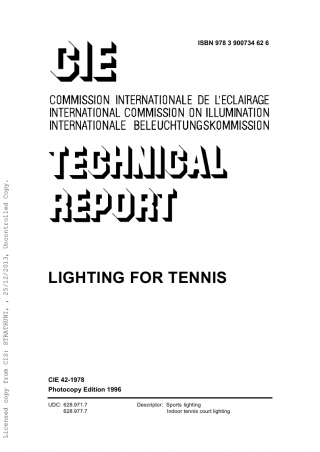 ISBN 978 3 900734 62 6
CIE
COMMISSION INTERNATIONALE DE L'ECLAIRAGE
INTERNATIONAL COMMISSION ON ILLUMINATION
INTERNATIONALE BELEUCHTUNGSKOMMISSION
TECHNICAL
REPORT
LIGHTING FOR TENNIS
CIE 42-1978
Photocopy Edition 1996
UDC: 628.971.7 Descriptor: Sports lighting
628.977.7 Indoor tennis court lighting
Licensed copy from CIS: STRATHUNI, , 25/12/2013, Uncontrolled Copy.